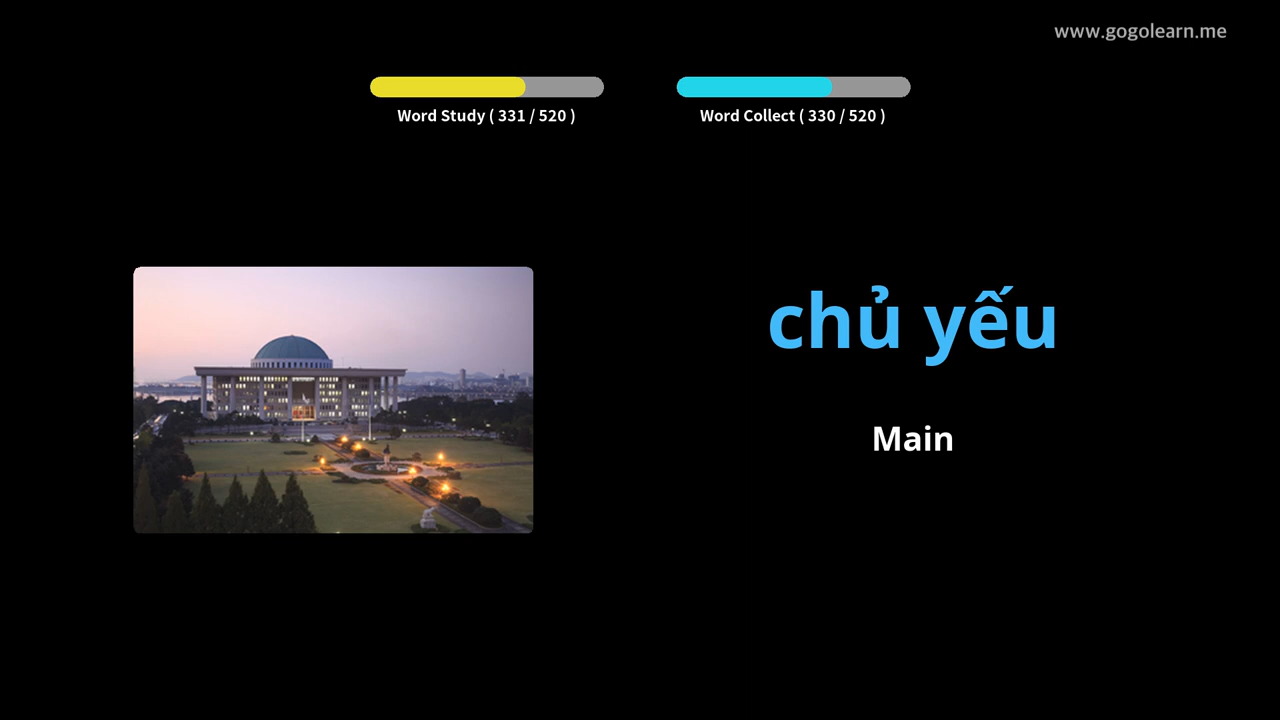 www.gogolearn.me
Word Study ( 331 / 520 )
Word Collect ( 330 / 520 )
chủ yếu
Main